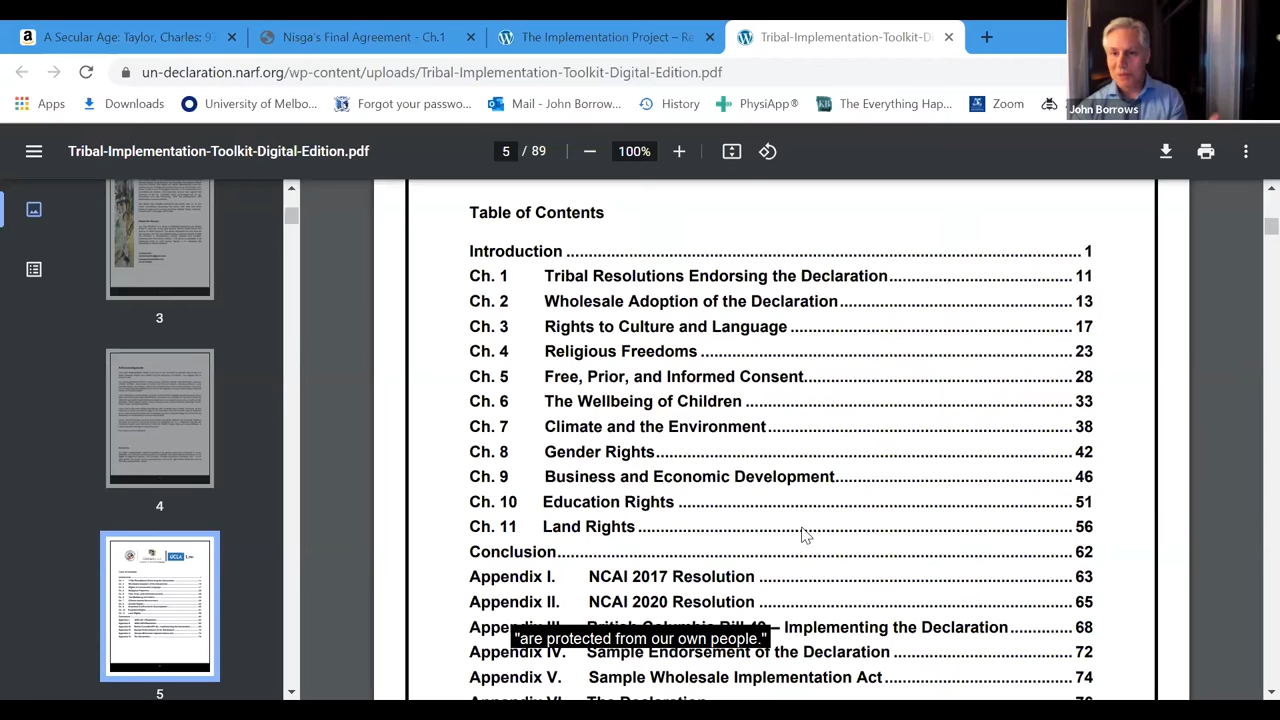 A Secular Age: Taylor, Charles: 97
Nisga's Final Agreement - Ch.1
The Implementation Project – Re
Tribal-Implementation-Toolkit-Di
un-declaration.narf.org/wp-content/uploads/Tribal-Implementation-Toolkit-Digital-Edition.pdf
Apps
Downloads
University of Melbo...
Forgot your passwo...
Mail - John Borrow...
History
PhysiApp®
The Everything Hap...
Zoom
John Borrows
Tribal-Implementation-Toolkit-Digital-Edition.pdf
5 / 89
100%
3
4
5
Table of Contents
Introduction 1
Ch. 1 Tribal Resolutions Endorsing the Declaration 11
Ch. 2 Wholesale Adoption of the Declaration 13
Ch. 3 Rights to Culture and Language 17
Ch. 4 Religious Freedoms 23
Ch. 5 Free, Prior, and Informed Consent 28
Ch. 6 The Wellbeing of Children 33
Ch. 7 Climate and the Environment 38
Ch. 8 Gender Rights 42
Ch. 9 Business and Economic Development 46
Ch. 10 Education Rights 51
Ch. 11 Land Rights 56
Conclusion 62
Appendix I. NCAI 2017 Resolution 63
Appendix II. NCAI 2020 Resolution 65
– Implementing the Declaration 68
"are protected from our own people."
Appendix IV. Sample Endorsement of the Declaration 72
Appendix V. Sample Wholesale Implementation Act 74